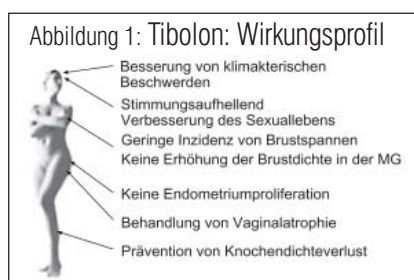 Abbildung 1: Tibolon: Wirkungsprofil
Besserung von klimakterischen
Beschwerden
Stimmungsaufhellend
Verbesserung des Sexuallebens
Geringe Inzidenz von Brustspannen
Keine Erhöhung der Brustdichte in der MG
Keine Endometriumproliferation
Behandlung von Vaginalatrophie
Prävention von Knochendichteverlust